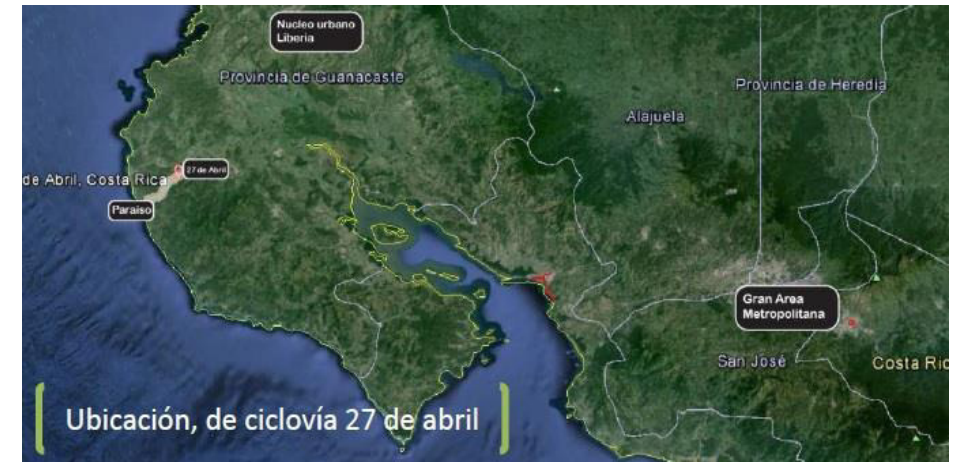 Nucleo urbano
Liberia
Provincia de Guanacaste
Provincia de Heredia
Alajuela
27 de Abril
de Abril, Costa Rica
Paraiso
Gran Area
Metropolitana
San José
Costa Ric
Ubicación, de ciclovía 27 de abril